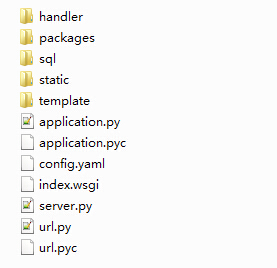 handler
packages
sql
static
template
application.py
application.pyc
config.yaml
index.wsgi
server.py
url.py
url.pyc